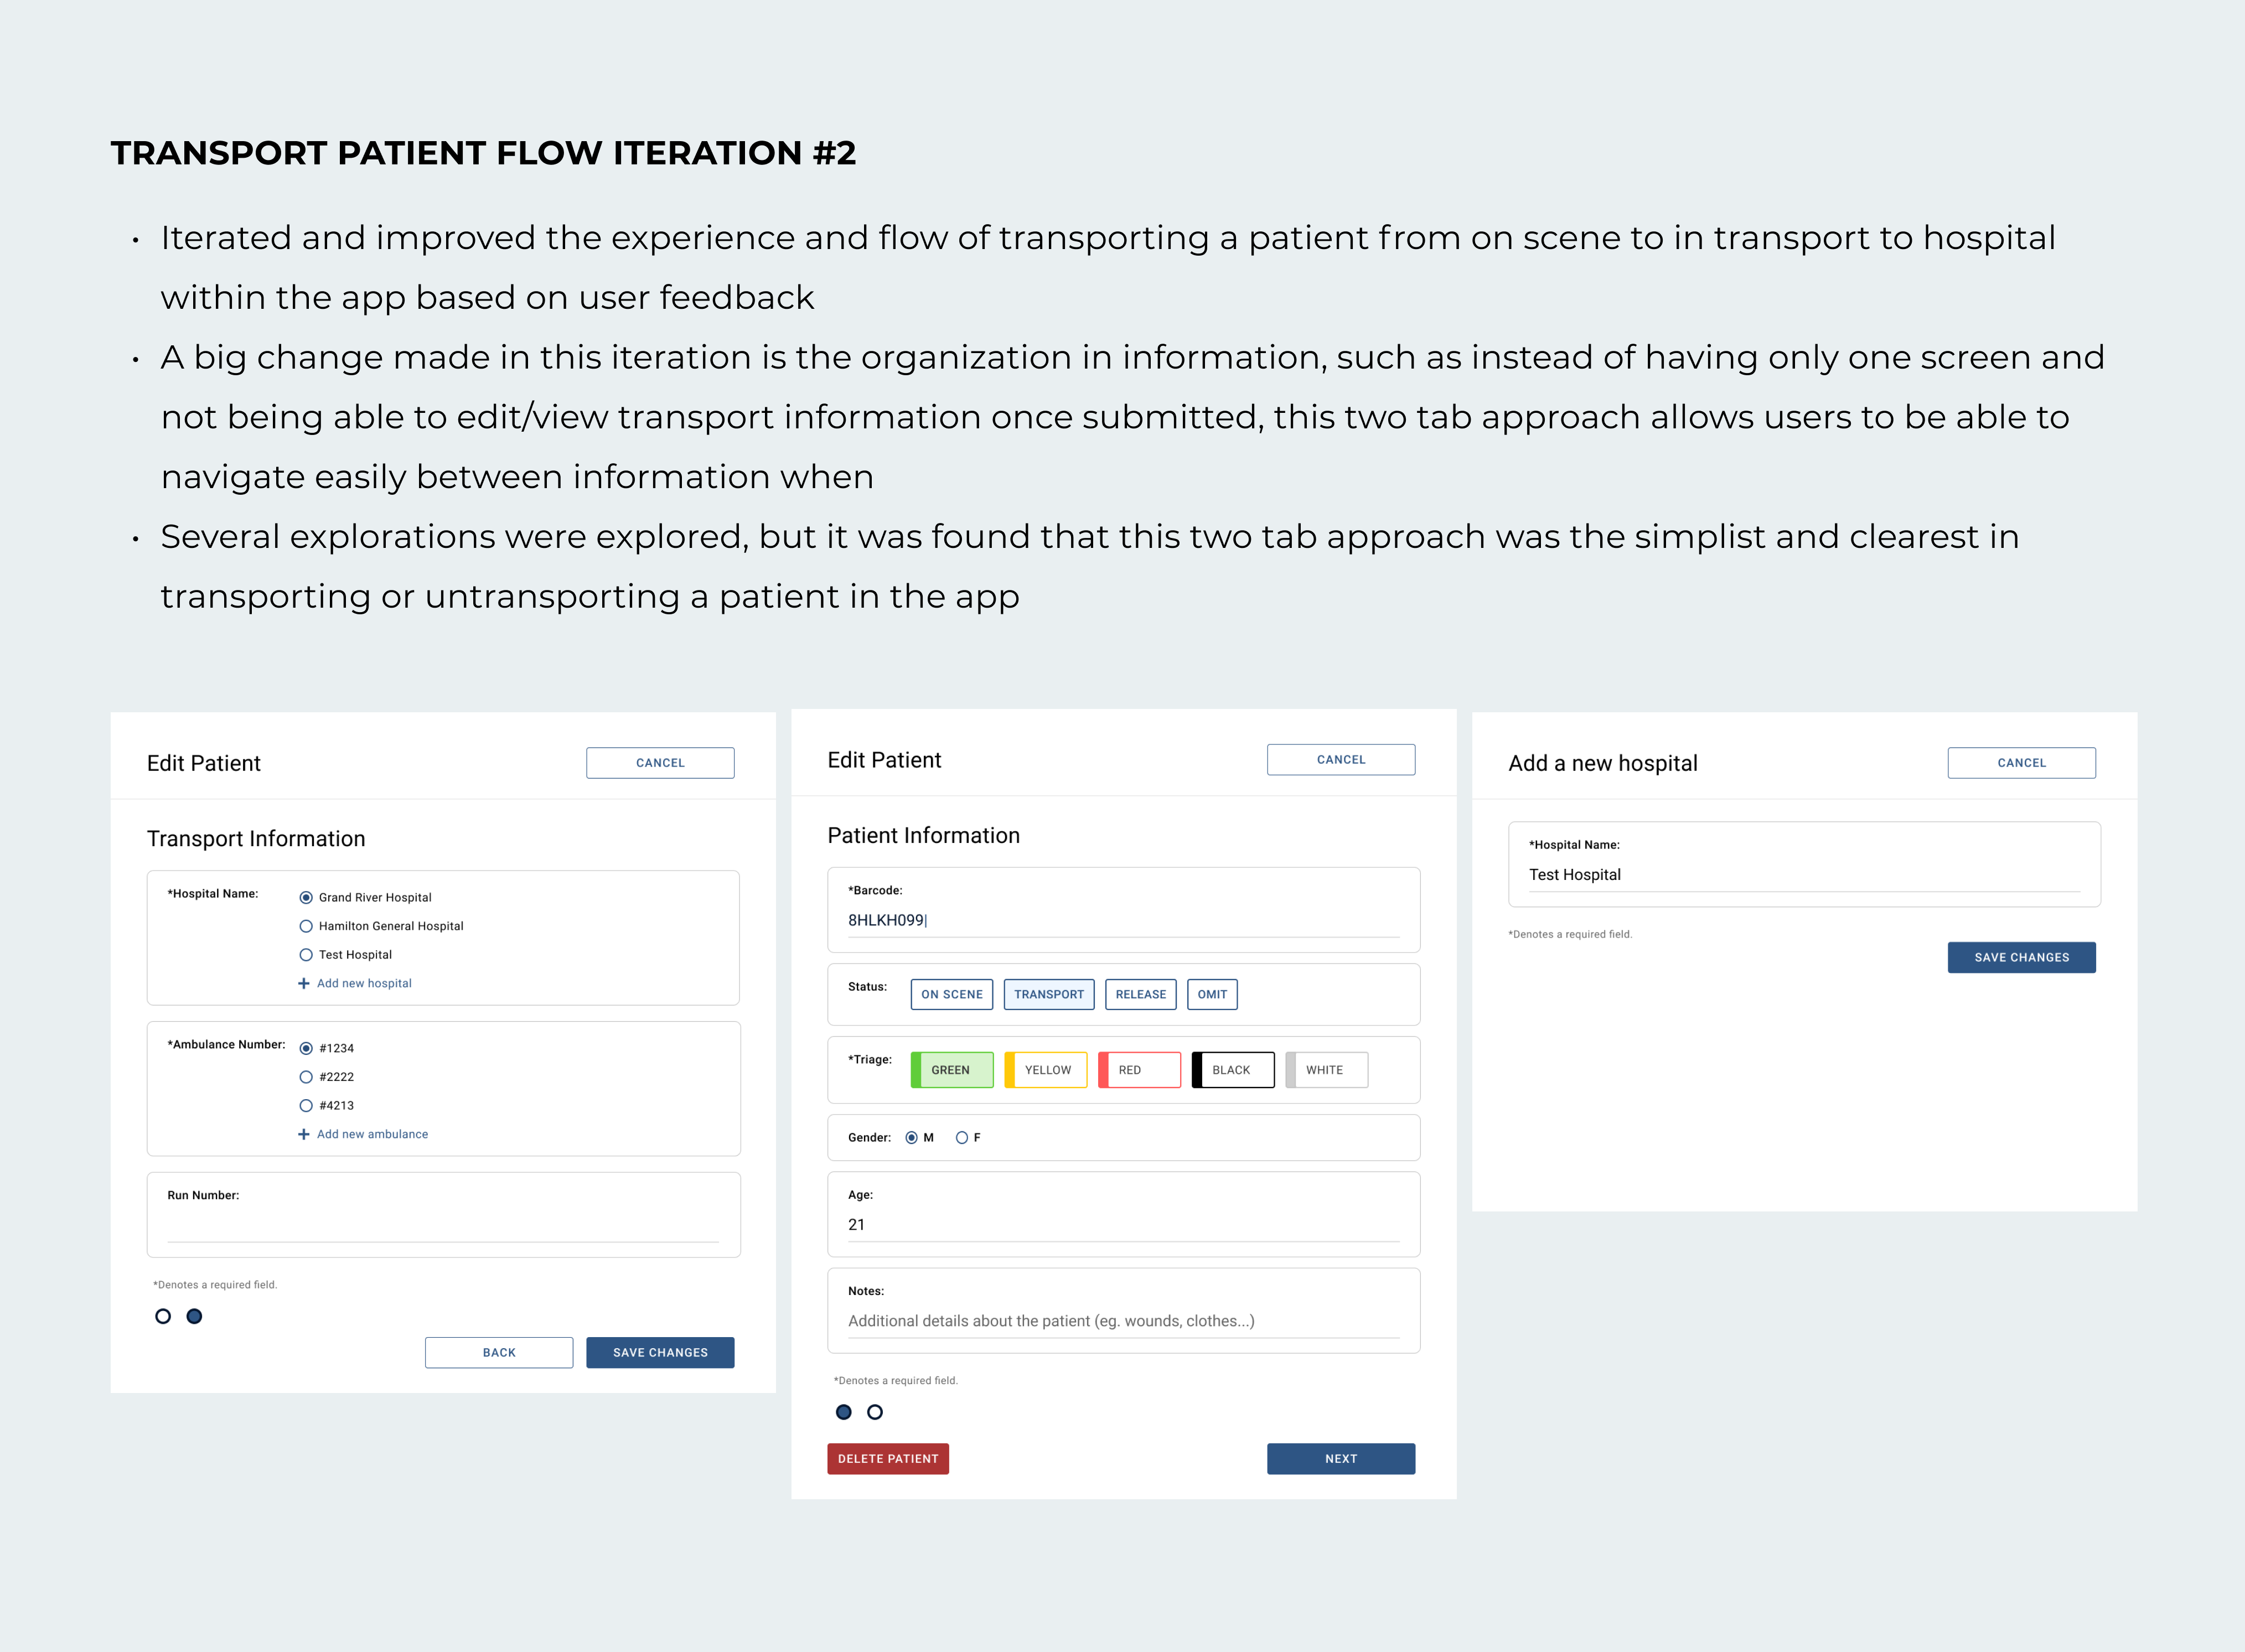 TRANSPORT PATIENT FLOW ITERATION #2
• Iterated and improved the experience and flow of transporting a patient from on scene to in transport to hospital
within the app based on user feedback
• A big change made in this iteration is the organization in information, such as instead of having only one screen and
not being able to edit/view transport information once submitted, this two tab approach allows users to be able to
navigate easily between information when
• Several explorations were explored, but it was found that this two tab approach was the simplist and clearest in
transporting or untransporting a patient in the app
Edit Patient
CANCEL
Transport Information
*Hospital Name:
Grand River Hospital
Hamilton General Hospital
Test Hospital
+ Add new hospital
*Ambulance Number:
#1234
#2222
#4213
+ Add new ambulance
Run Number:
*Denotes a required field.
BACK
SAVE CHANGES
Edit Patient
CANCEL
Patient Information
*Barcode:
8HLKH099|
Status:
ON SCENE
TRANSPORT
RELEASE
OMIT
*Triage:
GREEN
YELLOW
RED
BLACK
WHITE
Gender:
M
F
Age:
21
Notes:
Additional details about the patient (eg. wounds, clothes...)
*Denotes a required field.
DELETE PATIENT
NEXT
Add a new hospital
CANCEL
*Hospital Name:
Test Hospital
*Denotes a required field.
SAVE CHANGES